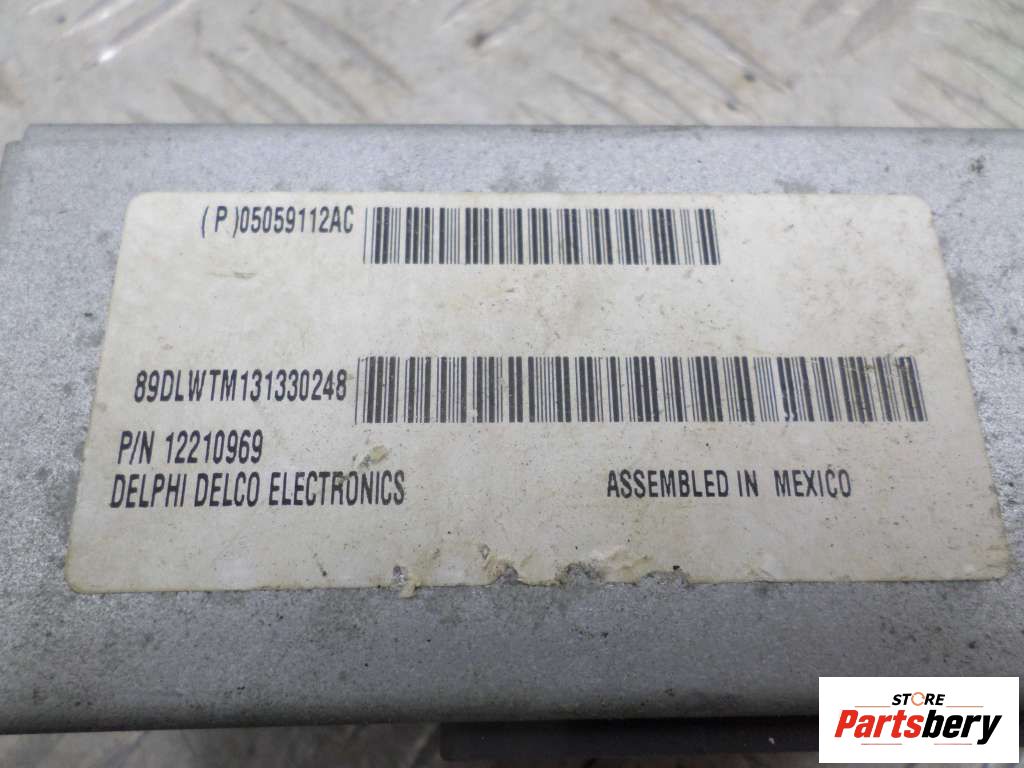 ( P )05059112AC
89DLWTM131330248
P/N 12210969
DELPHI DELCO ELECTRONICS
ASSEMBLED IN MEXICO
STORE
Partsbery